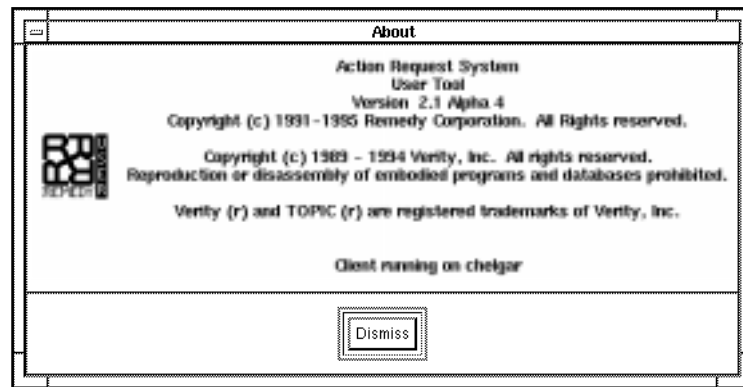 About
Action Request System
User Tool
Version 2.1 Alpha 4
Copyright (c) 1991-1995 Remedy Corporation. All Rights reserved.
Copyright (c) 1989 - 1994 Verity, Inc. All rights reserved.
Reproduction or disassembly of embodied programs and databases prohibited.
Verity (r) and TOPIC (r) are registered trademarks of Verity, Inc.
Client running on chelgar
REMEDY
USER
Dismiss